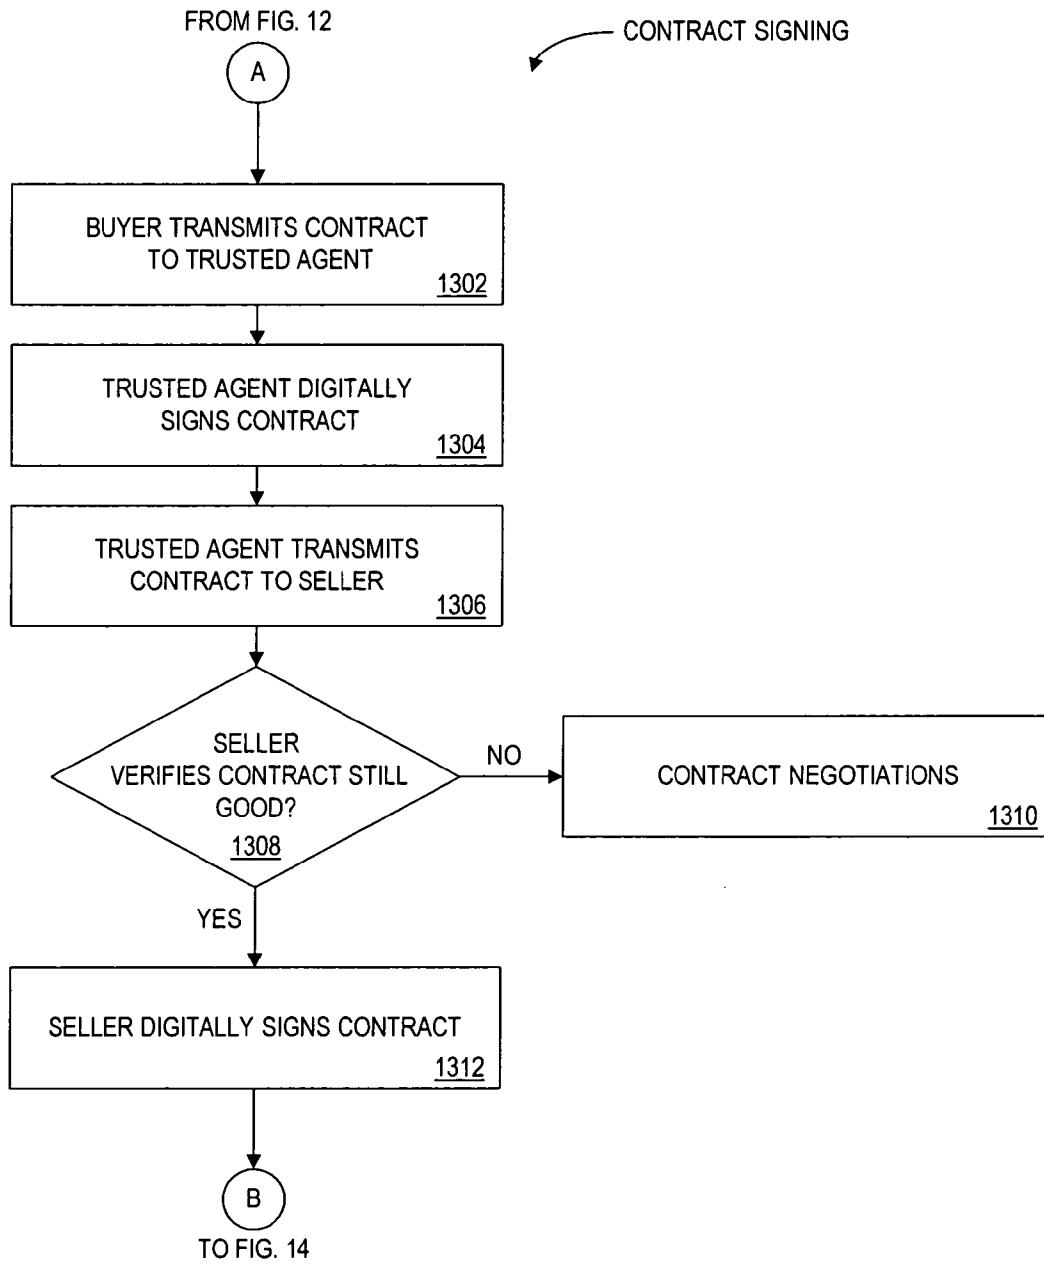 FROM FIG. 12
CONTRACT SIGNING
A
BUYER TRANSMITS CONTRACT
TO TRUSTED AGENT
1302
TRUSTED AGENT DIGITALLY
SIGNS CONTRACT
1304
TRUSTED AGENT TRANSMITS
CONTRACT TO SELLER
1306
SELLER
VERIFIES CONTRACT STILL
GOOD?
1308
NO
CONTRACT NEGOTIATIONS
1310
YES
SELLER DIGITALLY SIGNS CONTRACT
1312
B
TO FIG. 14